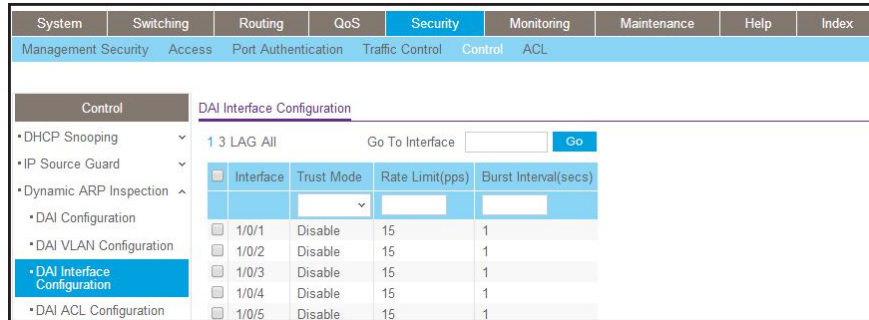 System Switching Routing QoS Security Monitoring Maintenance Help Index
Management Security Access Port Authentication Traffic Control Control ACL
Control
•DHCP Snooping
•IP Source Guard
•Dynamic ARP Inspection
•DAI Configuration
•DAI VLAN Configuration
•DAI Interface
Configuration
•DAI ACL Configuration
DAI Interface Configuration
1 3 LAG All Go To Interface Go
Interface Trust Mode Rate Limit(pps) Burst Interval(secs)
1/0/1 Disable 15 1
1/0/2 Disable 15 1
1/0/3 Disable 15 1
1/0/4 Disable 15 1
1/0/5 Disable 15 1